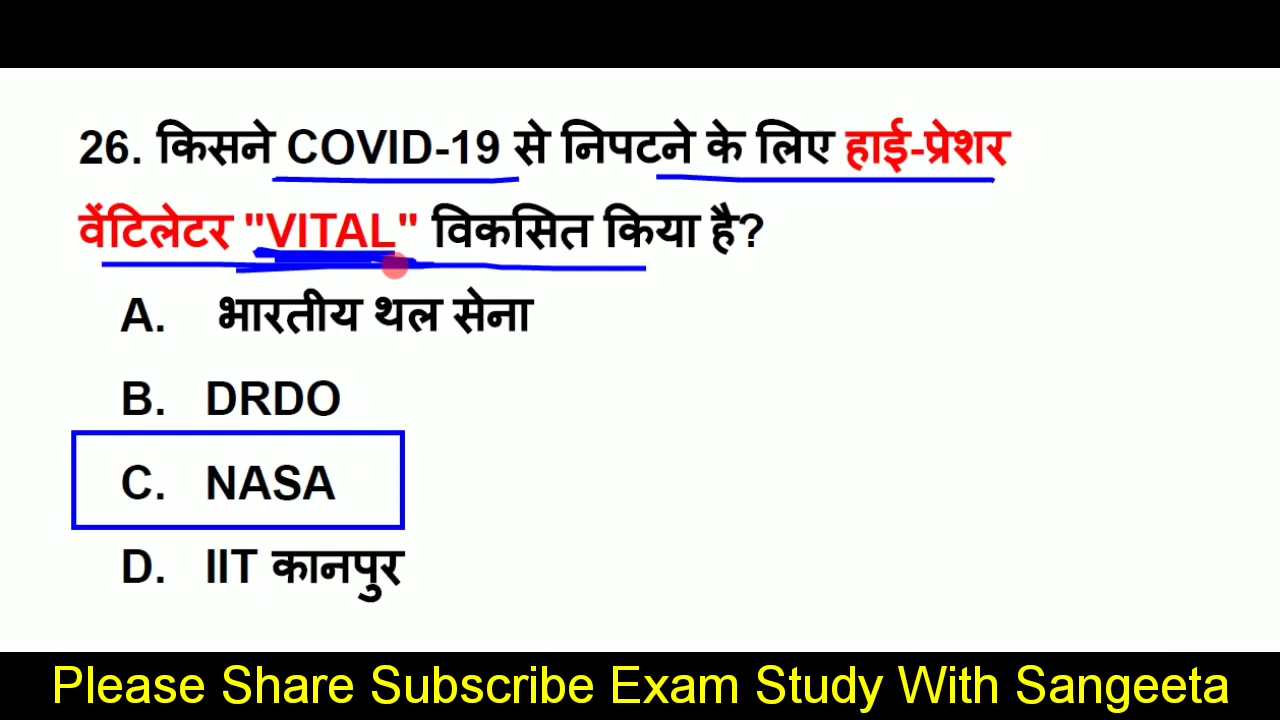 26. किसने COVID-19 से निपटने के लिए हाई-प्रेशर
वेंटिलेटर "VITAL" विकसित किया है?
A. भारतीय थल सेना
B. DRDO
C. NASA
D. IIT कानपुर
Please Share Subscribe Exam Study With Sangeeta